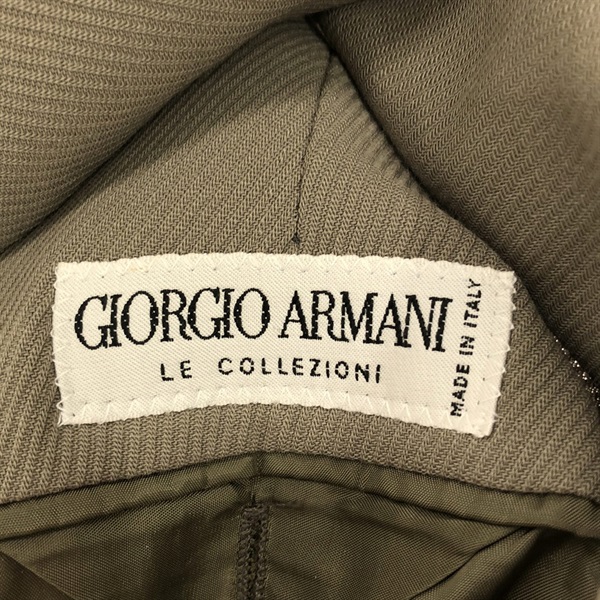 GIORGIO ARMANI
LE COLLEZIONI
MADE IN ITALY